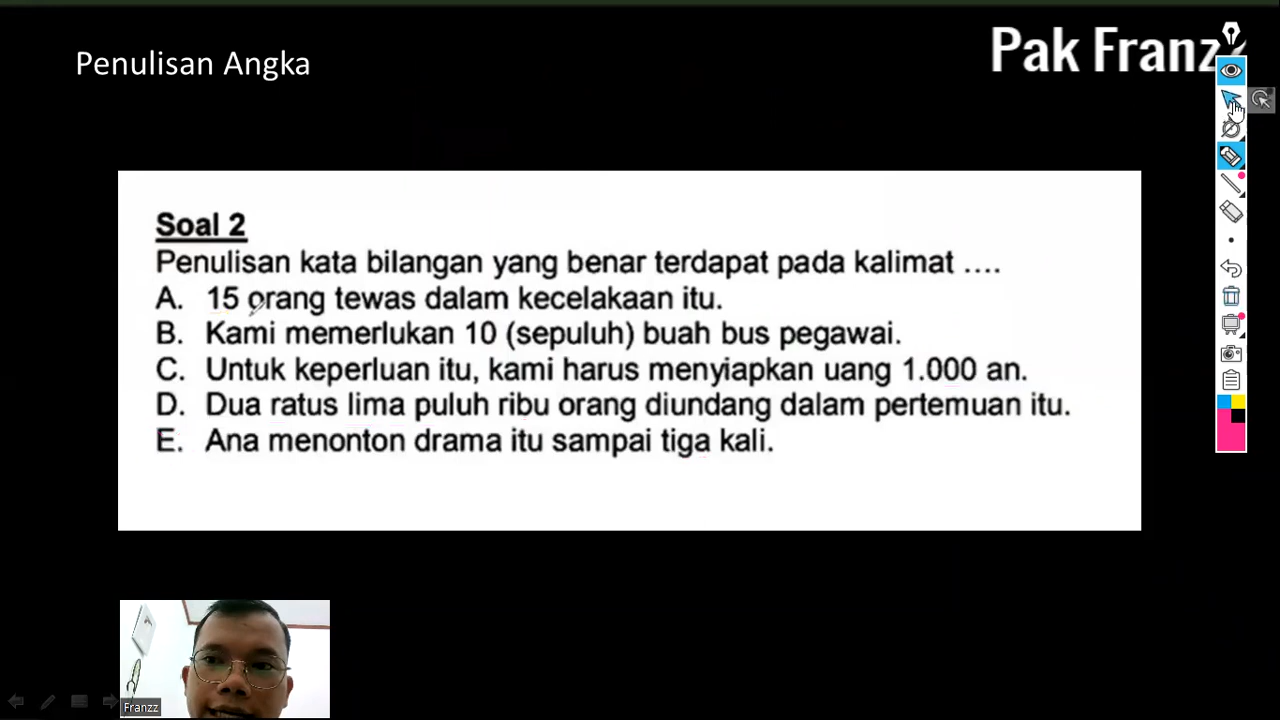 Penulisan Angka
Pak Franzz
Soal 2
Penulisan kata bilangan yang benar terdapat pada kalimat ....
A. 15 orang tewas dalam kecelakaan itu.
B. Kami memerlukan 10 (sepuluh) buah bus pegawai.
C. Untuk keperluan itu, kami harus menyiapkan uang 1.000 an.
D. Dua ratus lima puluh ribu orang diundang dalam pertemuan itu.
E. Ana menonton drama itu sampai tiga kali.
Franzz